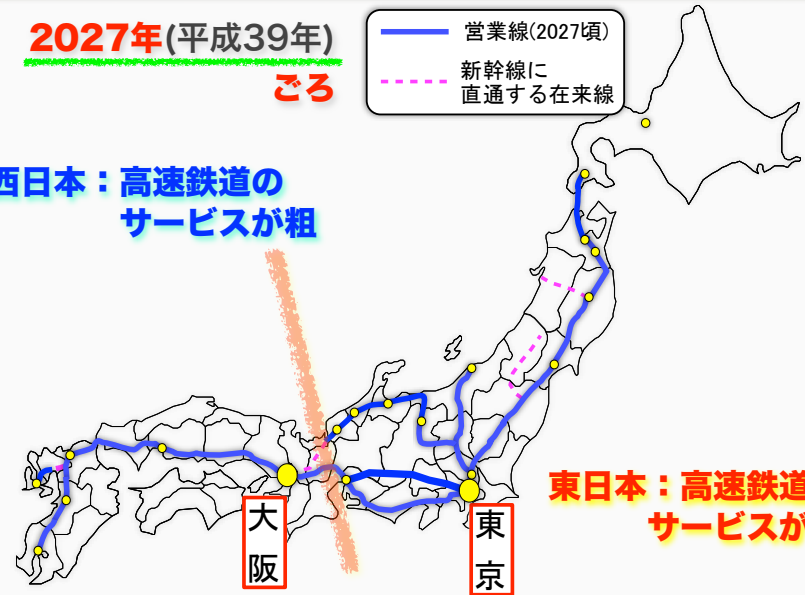 2027年(平成39年)
ごろ
営業線(2027頃)
新幹線に
直通する在来線
西日本：高速鉄道の
サービスが粗
東日本：高速鉄道
サービスが
大阪
東京